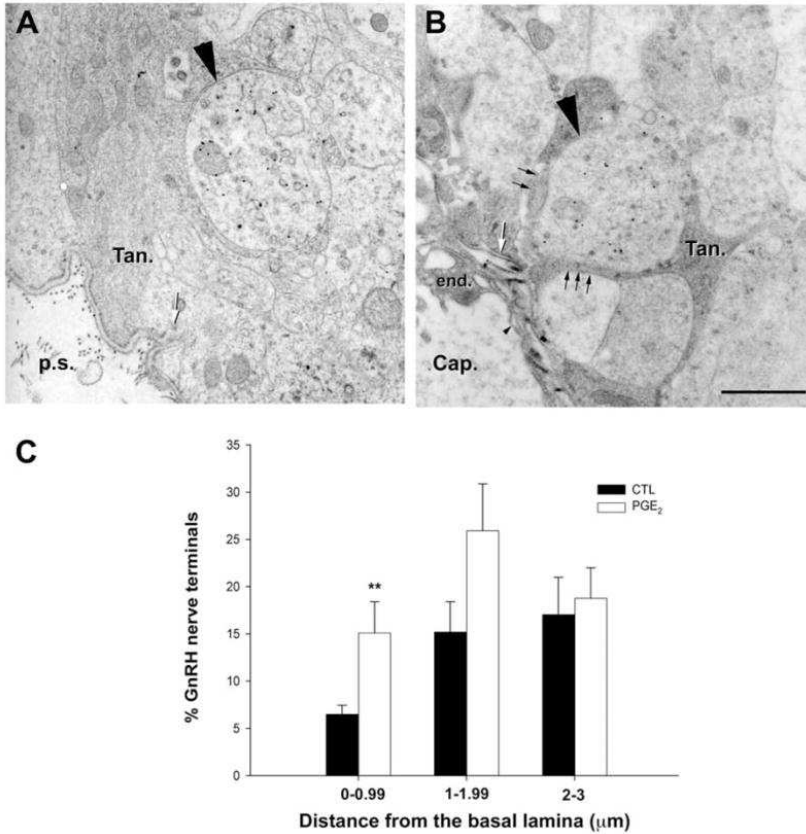 A
B
Tan.
p.s.
Tan.
end.
Cap.
C
% GnRH nerve terminals
35
30
25
20
15
10
5
0
**
CTL
PGE₂
0-0.99
1-1.99
2-3
Distance from the basal lamina (μm)